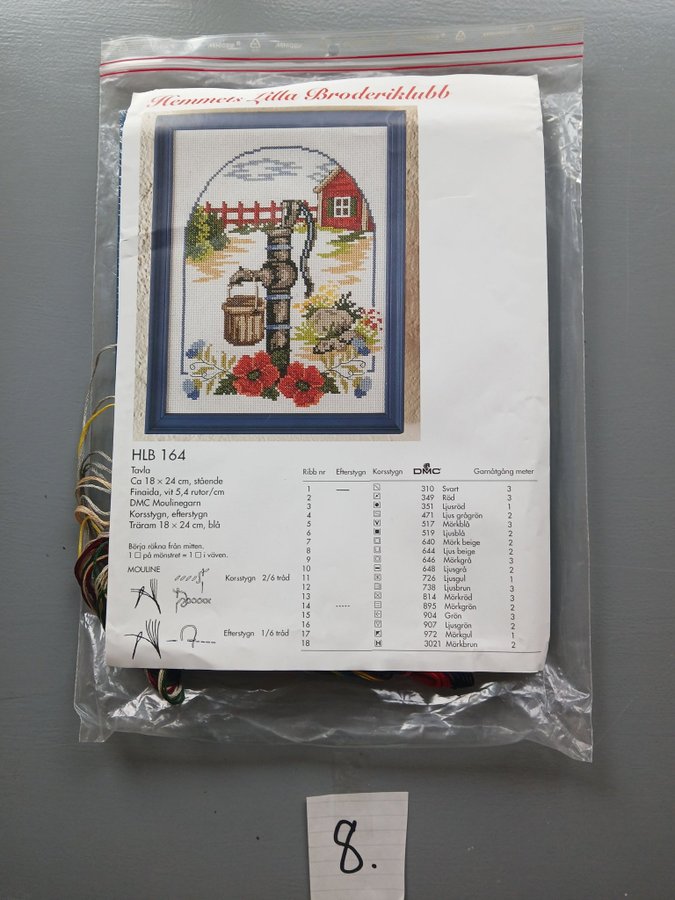 Hemmets Lilla Broderiklubb
HLB 164
Tavla
Ca 18 × 24 cm, stående
Finaida, vit 5,4 rutor/cm
DMC Moulinegarn
Korsstygn, efterstygn
Träram 18 × 24 cm, blå
Börja räkna från mitten.
1 □ på mönstret = 1 □ i väven.
MOULINE
Korsstygn 2/6 tråd
Efterstygn 1/6 tråd
Ribb nr Efterstygn Korsstygn DMC Garnåtgång meter
1 310 Svart 3
2 349 Röd 3
3 351 Ljusröd 1
4 471 Ljus grågrön 2
5 517 Mörkblå 3
6 519 Ljusblå 2
7 640 Mörk beige 2
8 644 Ljus beige 2
9 646 Mörkgrå 3
10 648 Ljusgrå 2
11 726 Ljusgul 1
12 738 Ljusbrun 3
13 814 Mörkröd 3
14 895 Mörkgrön 2
15 904 Grön 3
16 907 Ljusgrön 2
17 972 Mörkgul 1
18 3021 Mörkbrun 2
8.